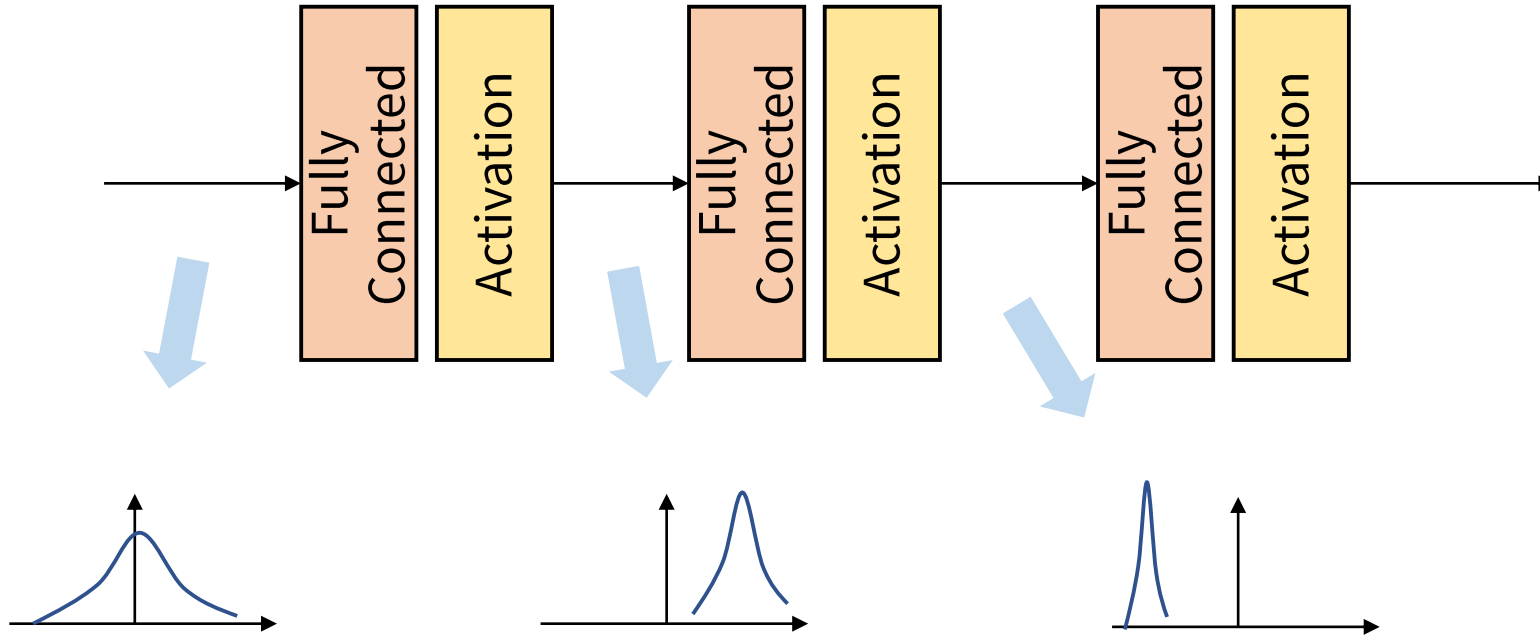 Fully
Connected
Activation
Fully
Connected
Activation
Fully
Connected
Activation